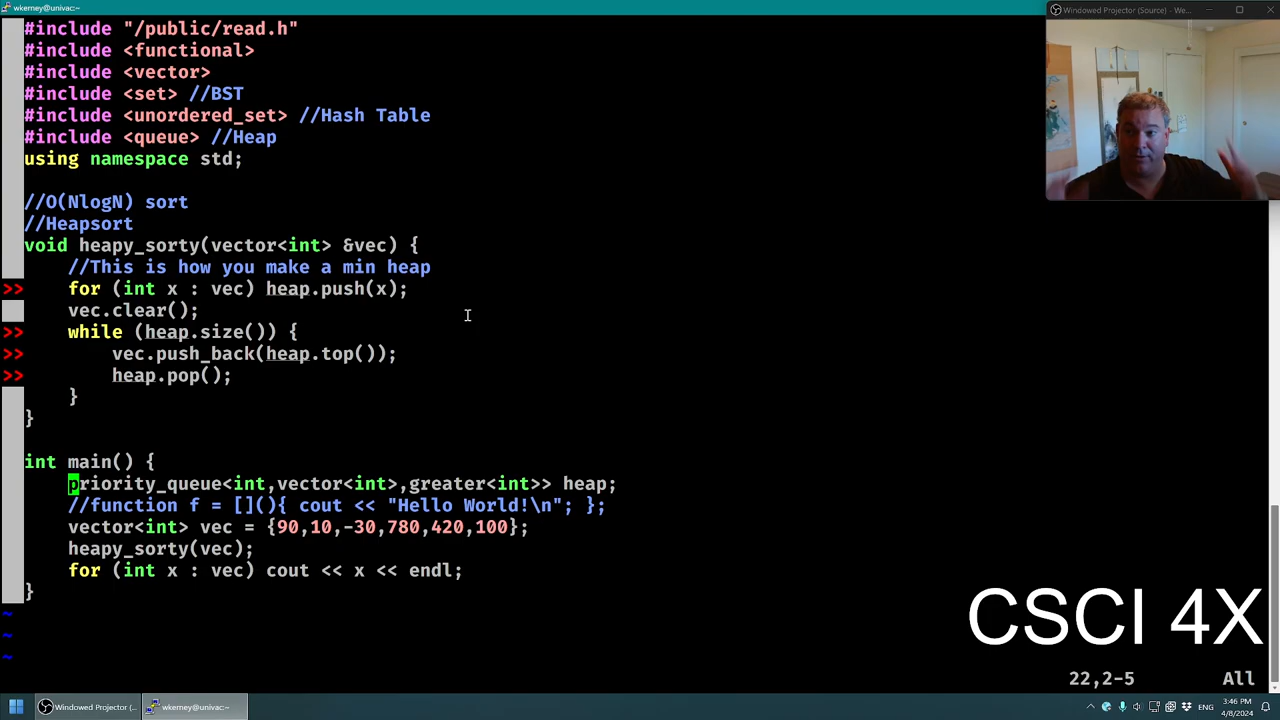 wkerney@univac:~
Windowed Projector (Source) - We...
#include "/public/read.h"
#include <functional>
#include <vector>
#include <set> //BST
#include <unordered_set> //Hash Table
#include <queue> //Heap
using namespace std;
//O(NlogN) sort
//Heapsort
void heapy_sorty(vector<int> &vec) {
    //This is how you make a min heap
>>    for (int x : vec) heap.push(x);
    vec.clear();
>>    while (heap.size()) {
>>        vec.push_back(heap.top());
>>        heap.pop();
    }
}
int main() {
    priority_queue<int,vector<int>,greater<int>> heap;
    //function f = [](){ cout << "Hello World!\n"; };
    vector<int> vec = {90,10,-30,780,420,100};
    heapy_sorty(vec);
    for (int x : vec) cout << x << endl;
}
~
~
~
CSCI 4X
22,2-5 All
Windowed Projector (... wkerney@univac:~ ENG 3:46 PM
4/8/2024